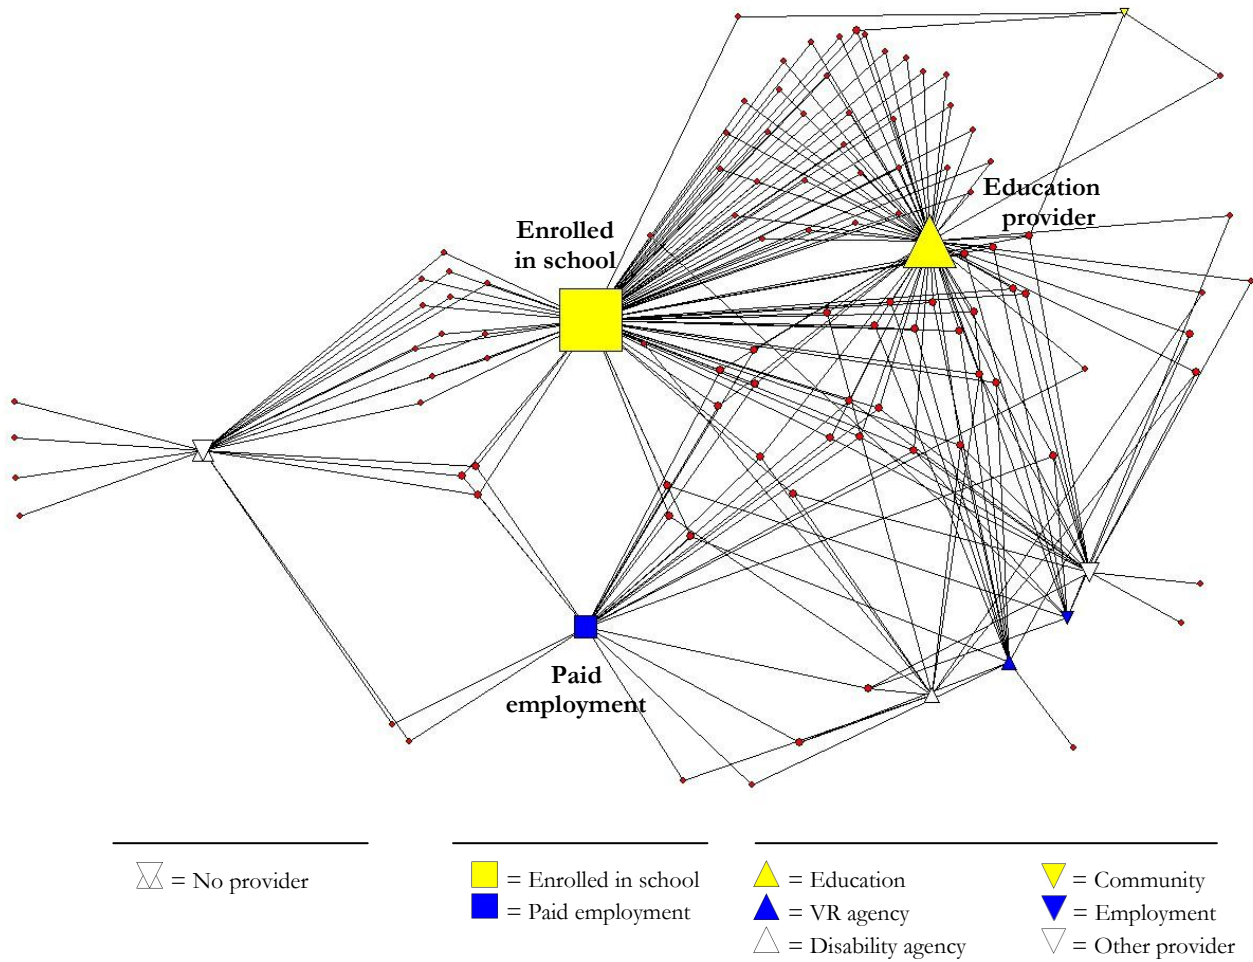 Education
provider
Enrolled
in school
Paid
employment
= No provider
= Enrolled in school
= Paid employment
= Education
= VR agency
= Disability agency
= Community
= Employment
= Other provider